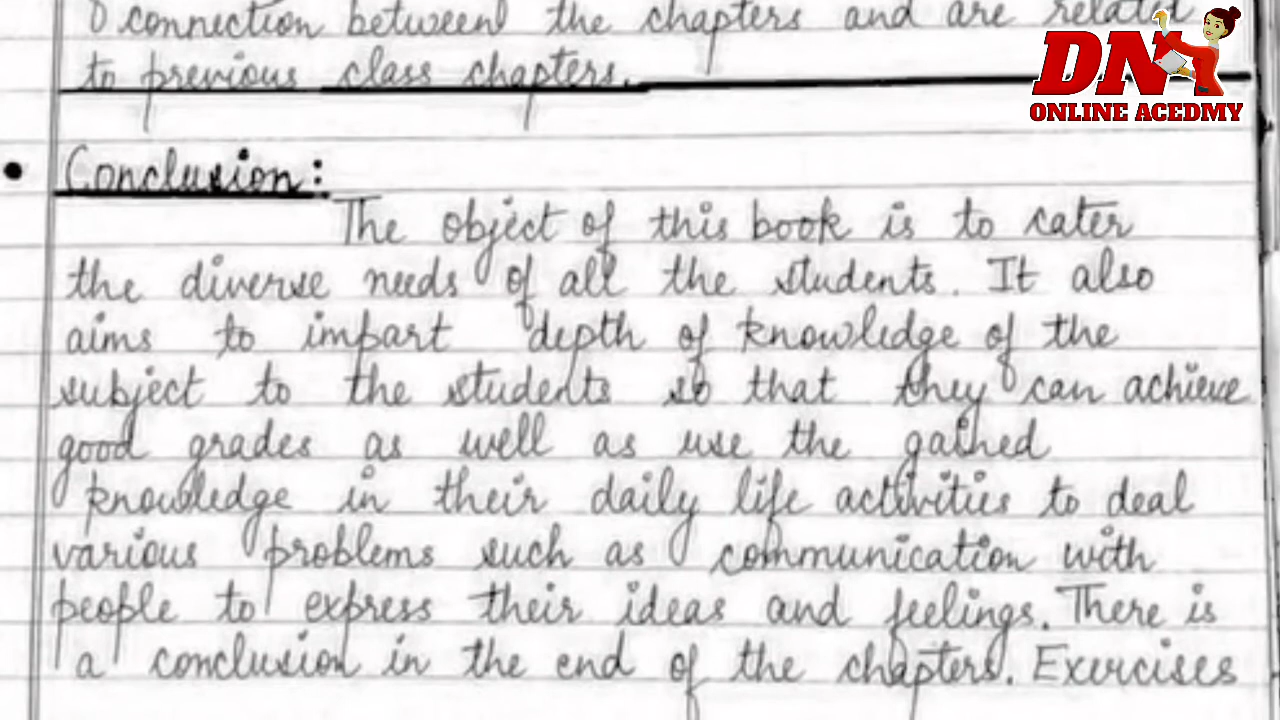 connection between the chapters and are related
to previous class chapters.
DN
ONLINE ACEDMY
• Conclusion:
The object of this book is to cater
the diverse needs of all the students. It also
aims to impart depth of knowledge of the
subject to the students so that they can achieve
good grades as well as use the gathed
knowledge in their daily life activities to deal
various problems such as communication with
people to express their ideas and feelings. There is
a conclusion in the end of the chapters. Exercises